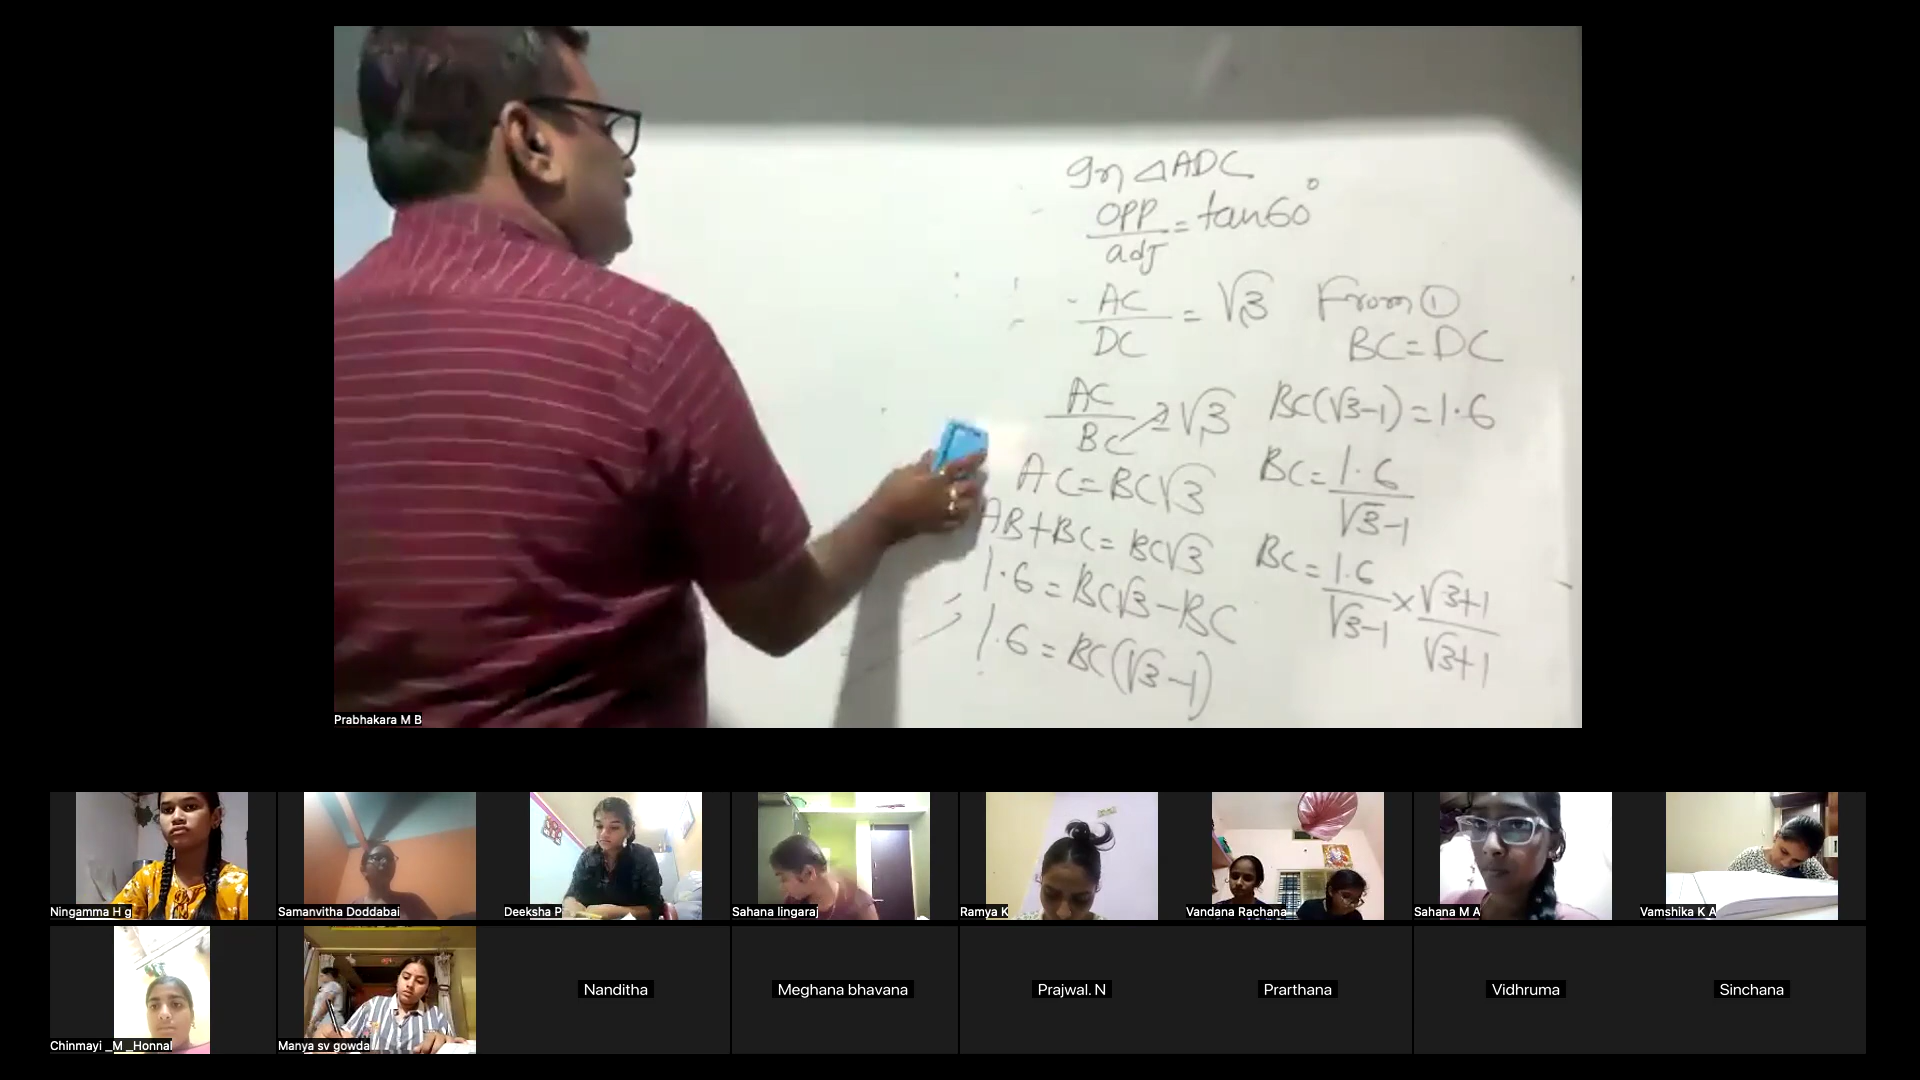 In △ADC
OPP/adj = tan60°
AC/DC = √3
AC/BC = √3
AC=BC√3
AB+BC= BC√3
1.6 = BC√3-BC
1.6 = BC(√3-1)
From ①
BC=DC
BC(√3-1) =1.6
BC= 1.6/√3-1
BC= 1.6/√3-1 × √3+1/√3+1
Prabhakara M B
Ningamma H g
Samanvitha Doddabai
Deeksha P
Sahana lingaraj
Ramya K
Vandana Rachana
Sahana M A
Vamshika K A
Chinmayi _M _Honnal
Manya sv gowda
Nanditha
Meghana bhavana
Prajwal. N
Prarthana
Vidhruma
Sinchana